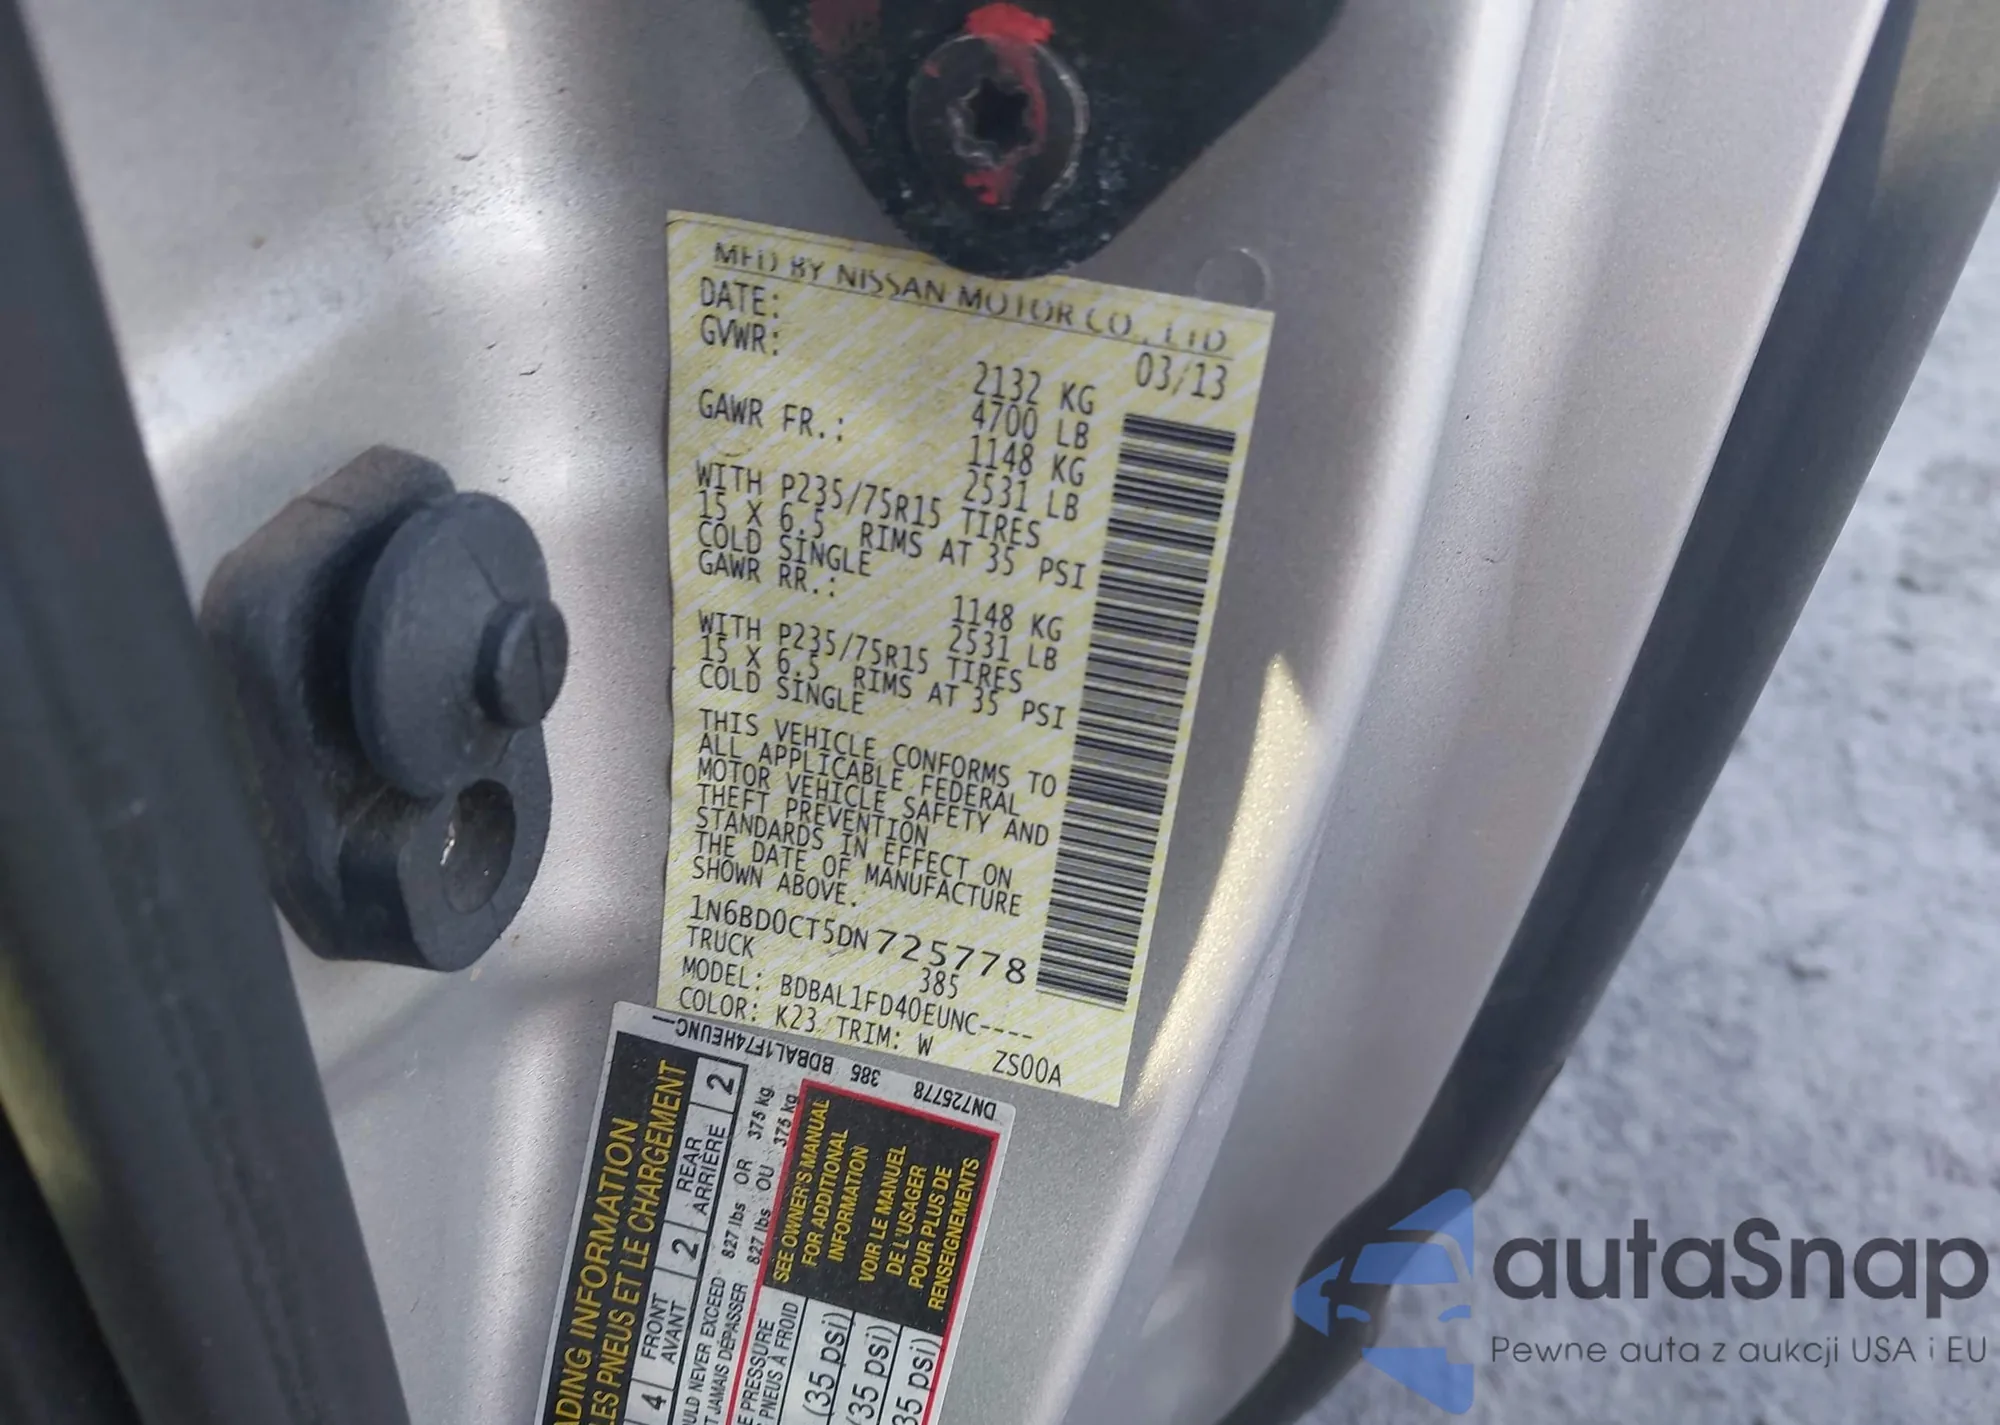 MFD BY NISSAN MOTOR CO., LTD.
DATE: 03/13
GVWR: 2132 KG
4700 LB
GAWR FR.: 1148 KG
2531 LB
WITH P235/75R15 TIRES
15 X 6.5 RIMS AT 35 PSI
COLD SINGLE
GAWR RR.: 1148 KG
2531 LB
WITH P235/75R15 TIRES
15 X 6.5 RIMS AT 35 PSI
COLD SINGLE
THIS VEHICLE CONFORMS TO
ALL APPLICABLE FEDERAL
MOTOR VEHICLE SAFETY AND
THEFT PREVENTION
STANDARDS IN EFFECT ON
THE DATE OF MANUFACTURE
SHOWN ABOVE.
1N6BD0CT5DN725778
TRUCK 385
MODEL: BDBAL1FD40EUNC----
COLOR: K23 TRIM: W ZS00A
DN725778 385 BDBAL1F74HEUNC—
INFORMATION
LES PNEUS ET LE CHARGEMENT
4 FRONT 2 REAR 2
AVANT ARRIÈRE
NEVER EXCEED 827 lbs OR 375 kg
JAMAIS DÉPASSER 827 lbs OU 375 kg
PRESSURE
PNEUS À FROID
(35 psi)
(35 psi)
35 psi)
SEE OWNER'S MANUAL
FOR ADDITIONAL
INFORMATION
VOIR LE MANUEL
DE L'USAGER
POUR PLUS DE
RENSEIGNEMENTS
autaSnap
Pewne auta z aukcji USA i EU